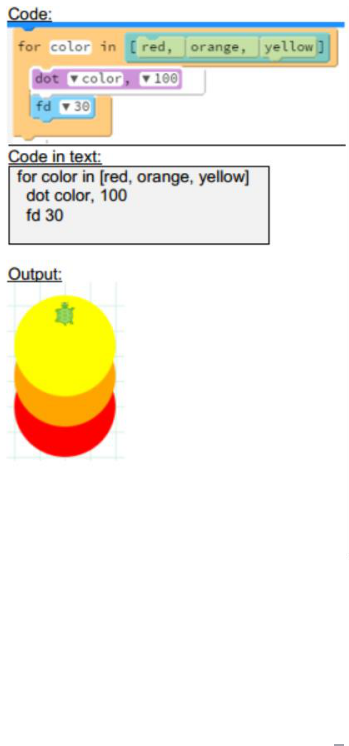 Code:
for color in [ red, orange, yellow ]
dot ▼ color, ▼ 100
fd ▼ 30
Code in text:
for color in [red, orange, yellow]
dot color, 100
fd 30
Output: